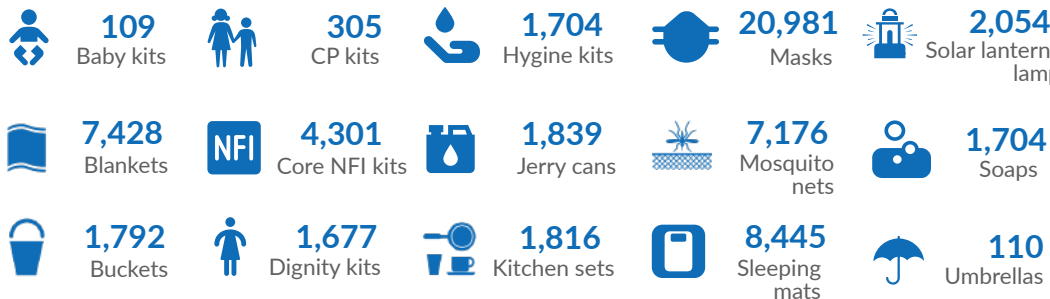 109
Baby kits
305
CP kits
1,704
Hygine kits
20,981
Masks
2,054
Solar lantern
7,428
Blankets
NFI
4,301
Core NFI kits
1,839
Jerry cans
7,176
Mosquito
nets
1,704
Soaps
1,792
Buckets
1,677
Dignity kits
1,816
Kitchen sets
8,445
Sleeping
mats
110
Umbrellas